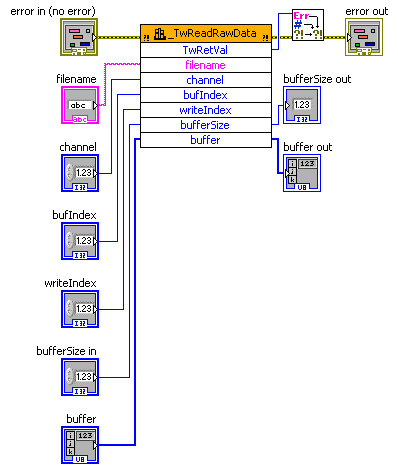 error in (no error)
?! _TwReadRawData ?!
Err
#
?!→?!
error out
TwRetVal
filename
filename
abc
abc
channel
bufferSize out
bufIndex
1.23
I32
writeIndex
channel
bufferSize
buffer out
1.23
I32
buffer
i
j
k
123
U8
bufIndex
1.23
I32
writeIndex
1.23
I32
bufferSize in
1.23
I32
buffer
i
j
k
123
U8